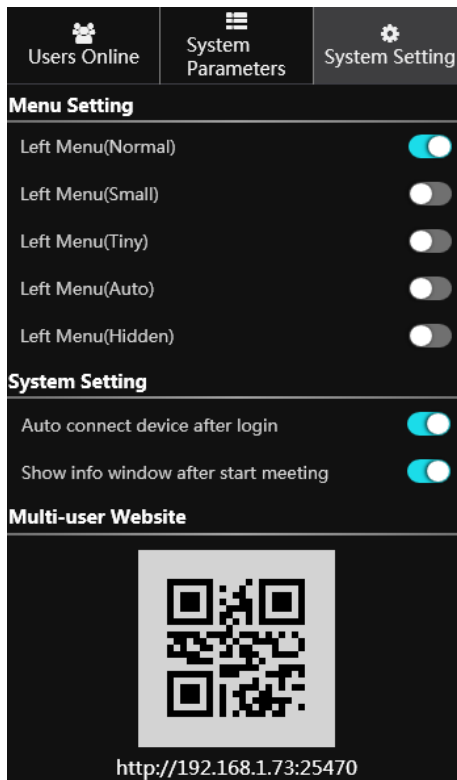 Users Online
System
Parameters
System Setting
Menu Setting
Left Menu(Normal)
Left Menu(Small)
Left Menu(Tiny)
Left Menu(Auto)
Left Menu(Hidden)
System Setting
Auto connect device after login
Show info window after start meeting
Multi-user Website
http://192.168.1.73:25470